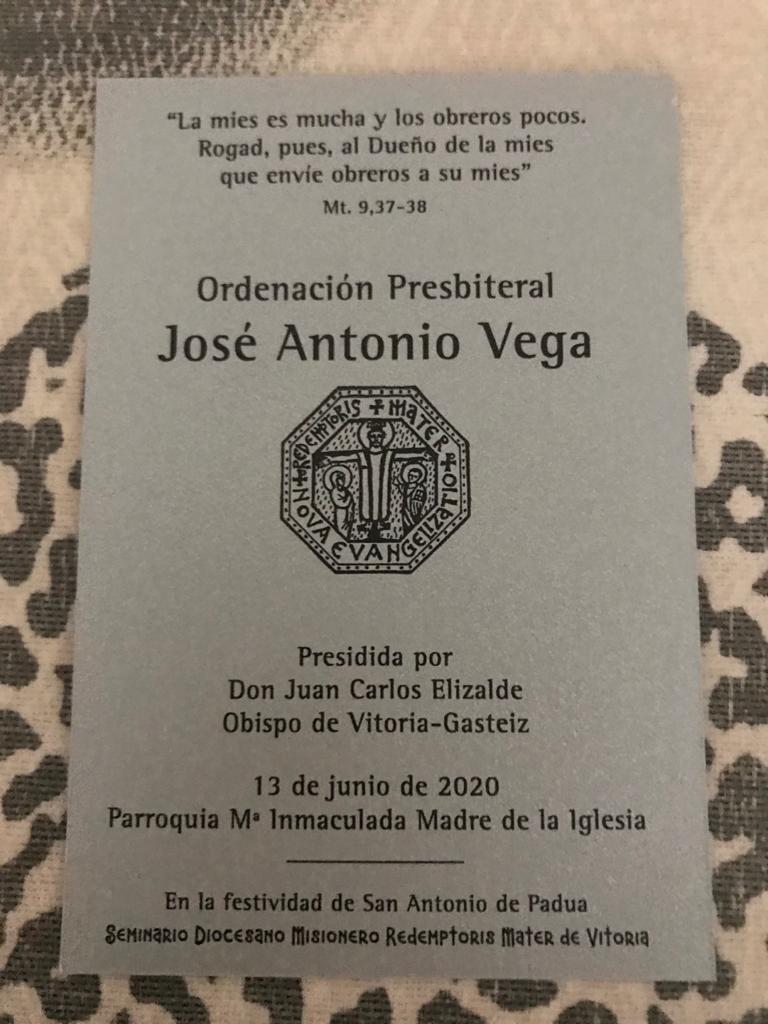 “La mies es mucha y los obreros pocos.
Rogad, pues, al Dueño de la mies
que envíe obreros a su mies”
Mt. 9,37-38
Ordenación Presbiteral
José Antonio Vega
REDEMPTORIS + MATER + NOVA EVANGELIZATIO +
Presidida por
Don Juan Carlos Elizalde
Obispo de Vitoria-Gasteiz
13 de junio de 2020
Parroquia Mª Inmaculada Madre de la Iglesia
En la festividad de San Antonio de Padua
Seminario Diocesano Misionero Redemptoris Mater de Vitoria